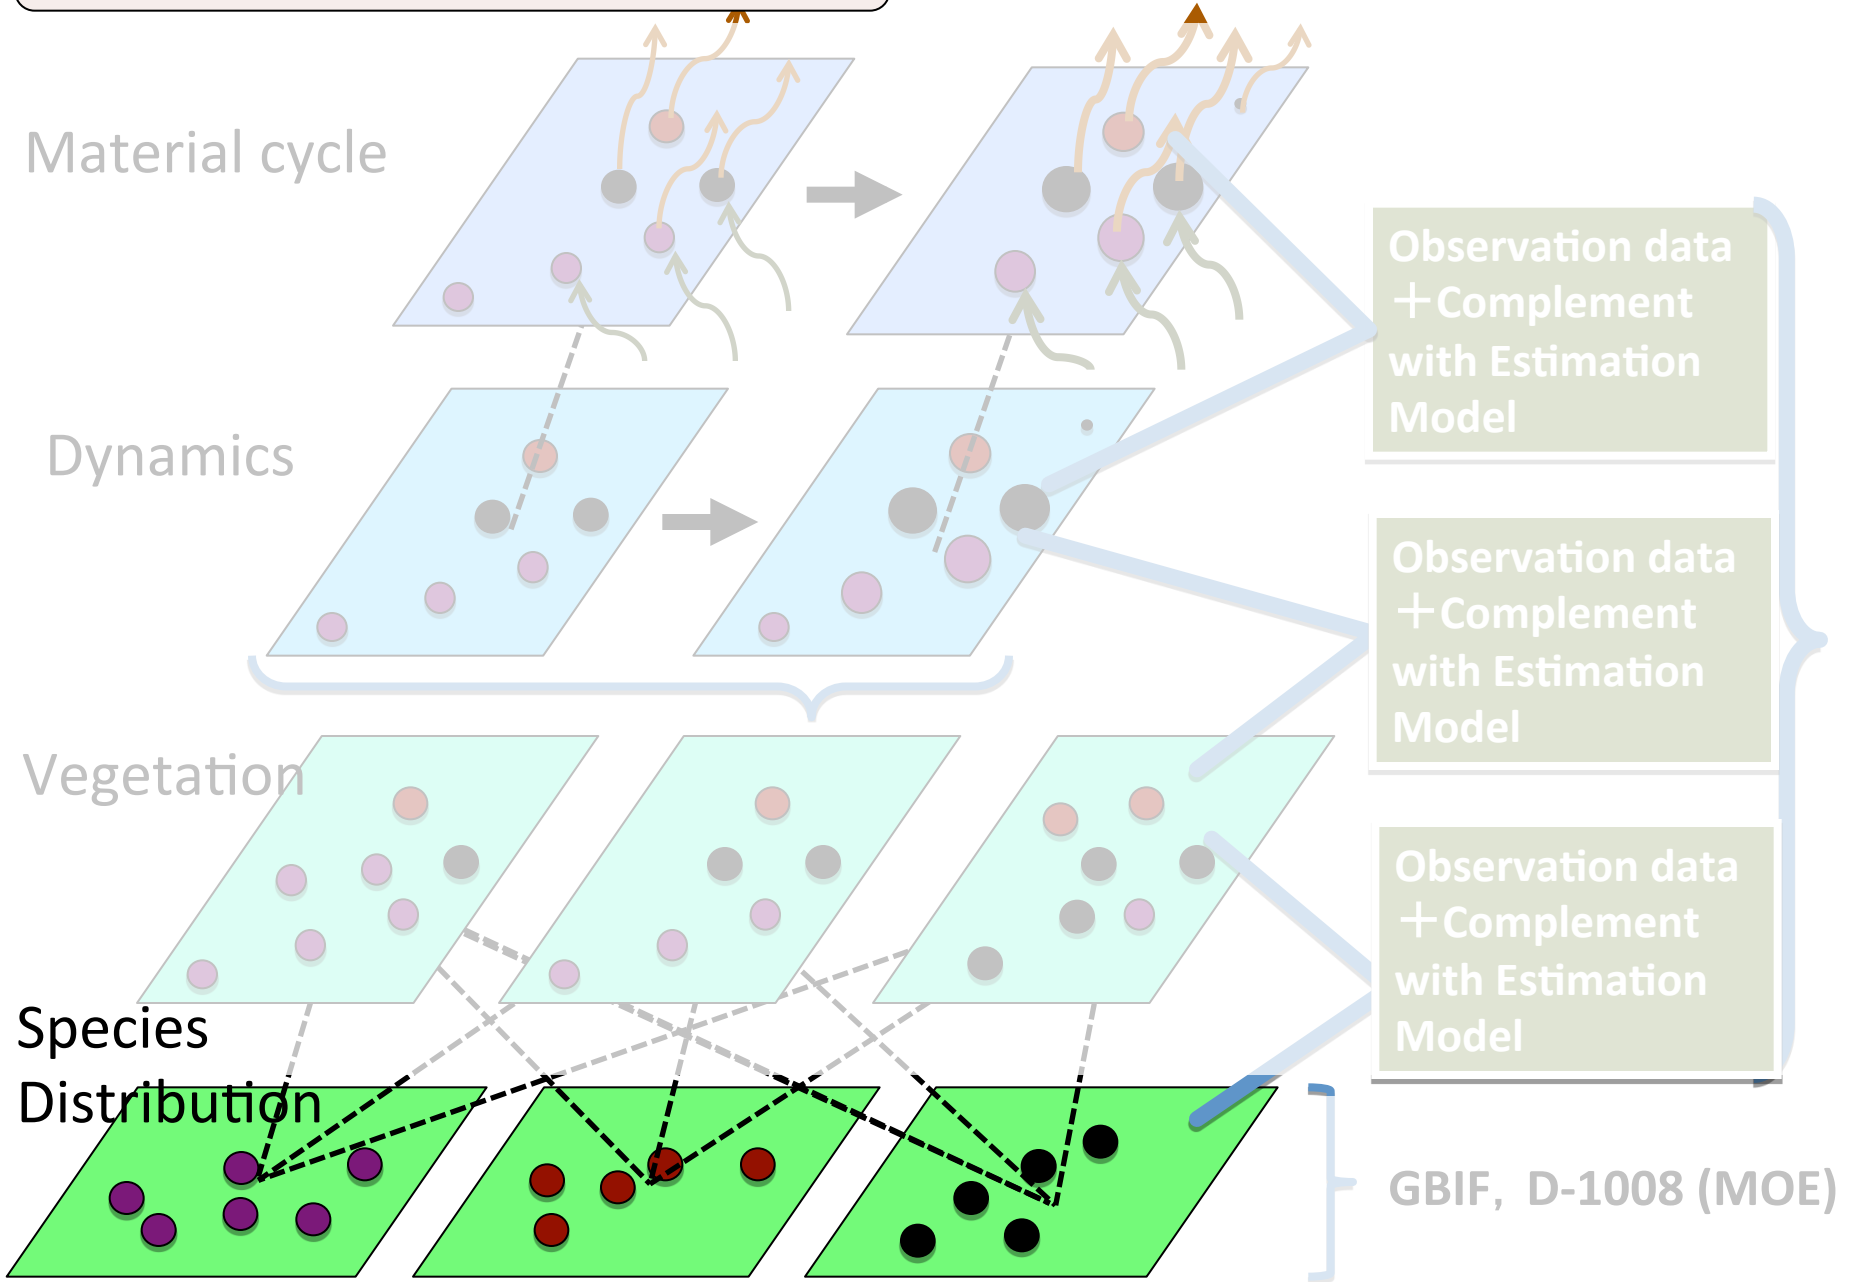 Material cycle
Observation data
＋Complement
with Estimation
Model
Dynamics
Observation data
＋Complement
with Estimation
Model
Vegetation
Observation data
＋Complement
with Estimation
Model
Species
Distribution
GBIF, D-1008 (MOE)